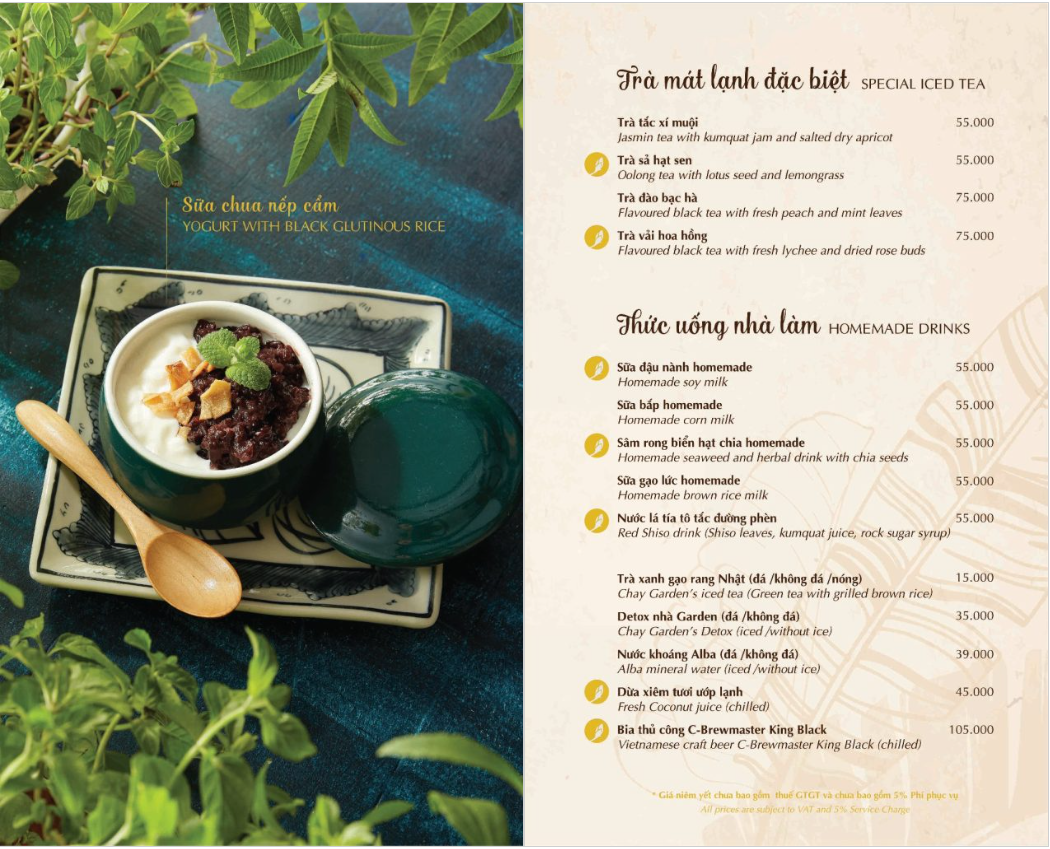 Sữa chua nếp cẩm
YOGURT WITH BLACK GLUTINOUS RICE
Trà mát lạnh đặc biệt SPECIAL ICED TEA
Trà tắc xí muội 55.000
Jasmin tea with kumquat jam and salted dry apricot
Trà sả hạt sen 55.000
Oolong tea with lotus seed and lemongrass
Trà đào bạc hà 75.000
Flavoured black tea with fresh peach and mint leaves
Trà vải hoa hồng 75.000
Flavoured black tea with fresh lychee and dried rose buds
Thức uống nhà làm HOMEMADE DRINKS
Sữa đậu nành homemade 55.000
Homemade soy milk
Sữa bắp homemade 55.000
Homemade corn milk
Sâm rong biển hạt chia homemade 55.000
Homemade seaweed and herbal drink with chia seeds
Sữa gạo lức homemade 55.000
Homemade brown rice milk
Nước lá tía tô tắc đường phèn 55.000
Red Shiso drink (Shiso leaves, kumquat juice, rock sugar syrup)
Trà xanh gạo rang Nhật (đá /không đá /nóng) 15.000
Chay Garden's iced tea (Green tea with grilled brown rice)
Detox nhà Garden (đá /không đá) 35.000
Chay Garden's Detox (iced /without ice)
Nước khoáng Alba (đá /không đá) 39.000
Alba mineral water (iced /without ice)
Dừa xiêm tươi ướp lạnh 45.000
Fresh Coconut juice (chilled)
Bia thủ công C-Brewmaster King Black 105.000
Vietnamese craft beer C-Brewmaster King Black (chilled)
* Giá niêm yết chưa bao gồm thuế GTGT và chưa bao gồm 5% Phí phục vụ
All prices are subject to VAT and 5% Service Charge